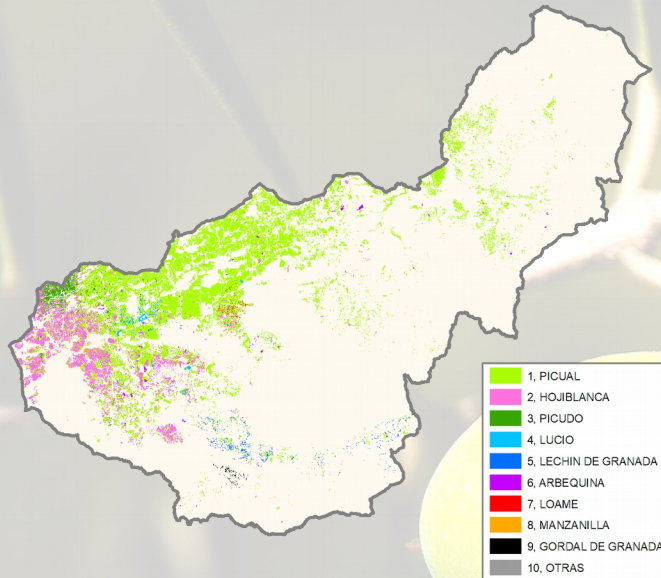 1, PICUAL
2, HOJIBLANCA
3, PICUDO
4, LUCIO
5, LECHIN DE GRANADA
6, ARBEQUINA
7, LOAME
8, MANZANILLA
9, GORDAL DE GRANADA
10, OTRAS